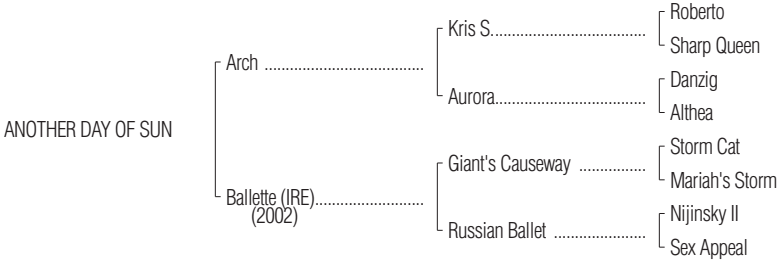 Roberto
Kris S.......................................
Sharp Queen
Arch ......................................
Danzig
Aurora....................................
Althea
ANOTHER DAY OF SUN
Storm Cat
Giant's Causeway ................
Mariah's Storm
Ballette (IRE)..........................
(2002)
Nijinsky II
Russian Ballet ......................
Sex Appeal